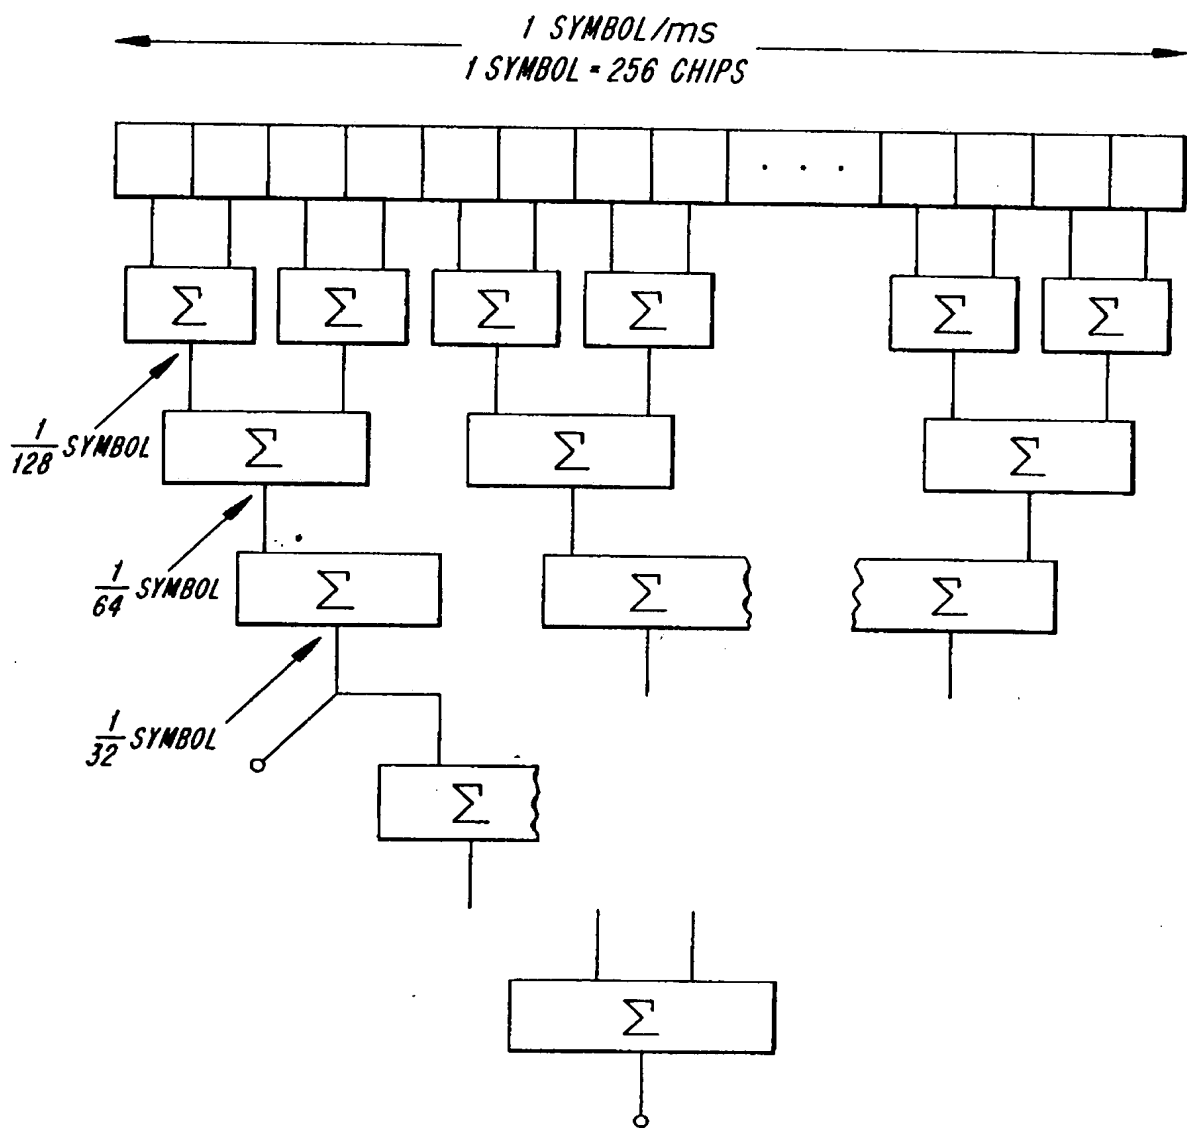 1 SYMBOL/ms
1 SYMBOL = 256 CHIPS
. . .
Σ Σ Σ Σ Σ Σ
1/128 SYMBOL
Σ Σ Σ
1/64 SYMBOL
Σ Σ Σ
1/32 SYMBOL
Σ
Σ